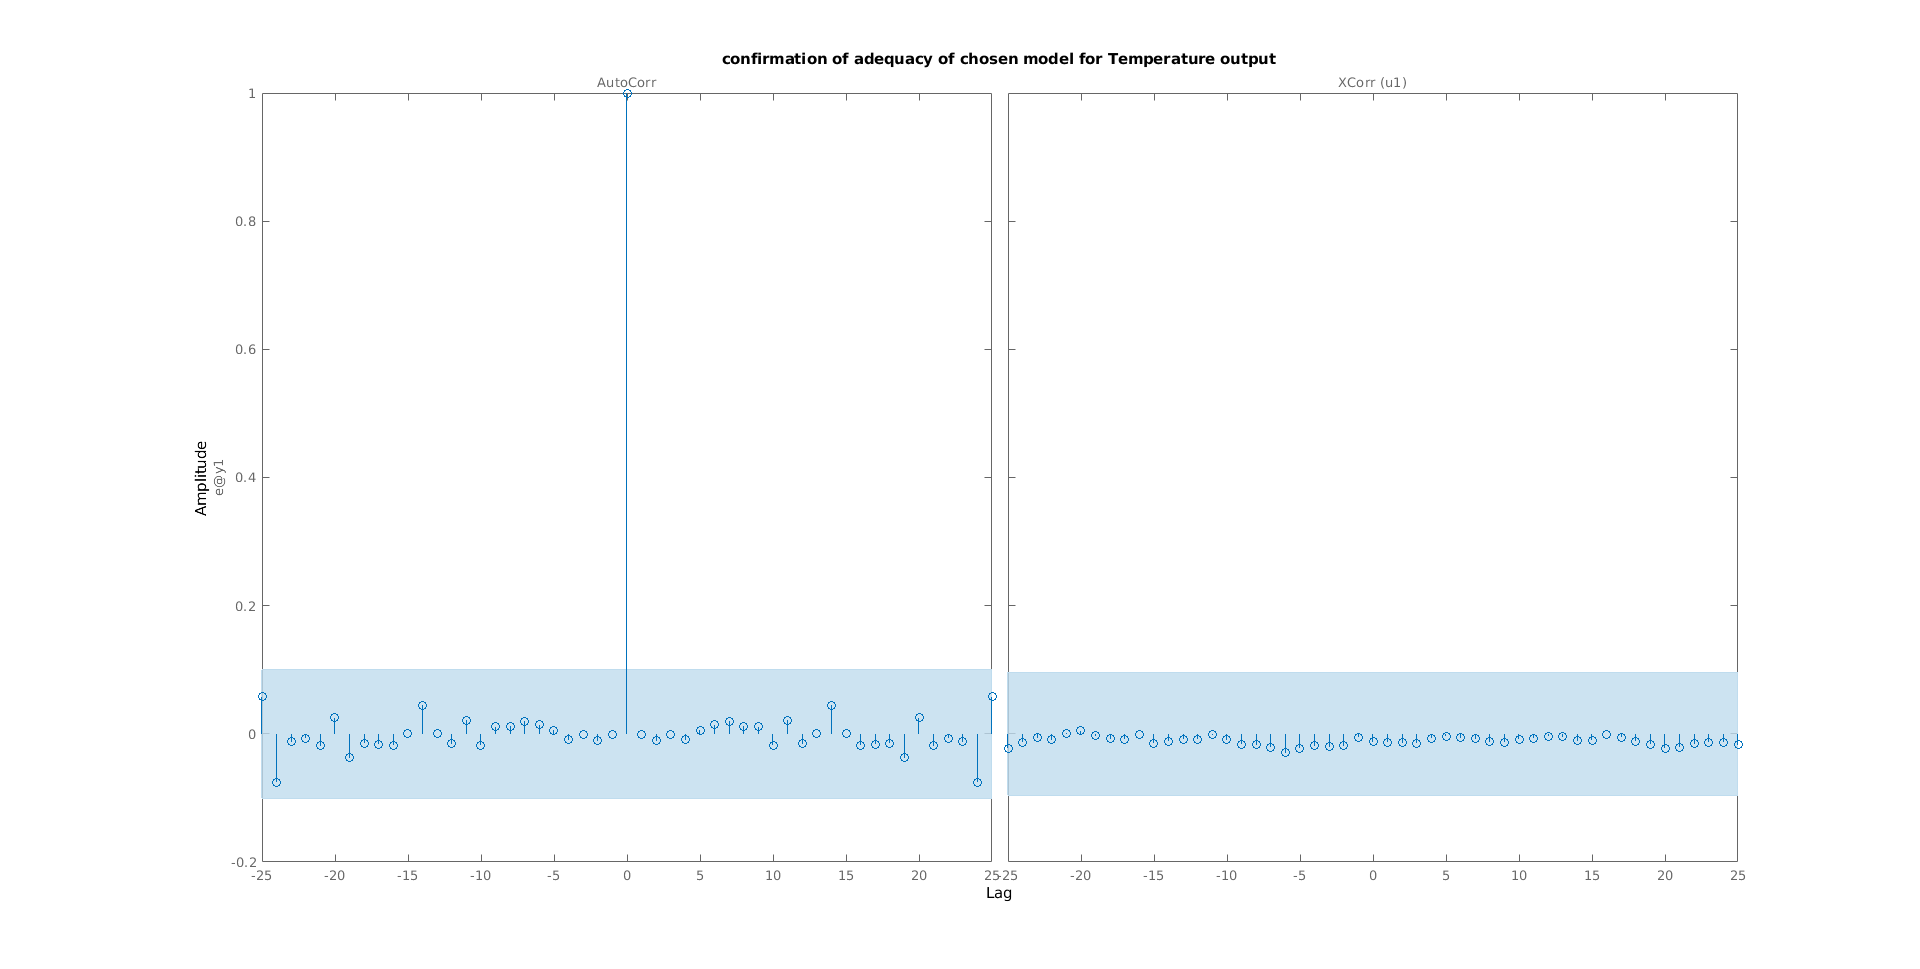 confirmation of adequacy of chosen model for Temperature output
AutoCorr
XCorr (u1)
Amplitude
e@y1
1
0.8
0.6
0.4
0.2
0
-0.2
-25 -20 -15 -10 -5 0 5 10 15 20 25
-25 -20 -15 -10 -5 0 5 10 15 20 25
Lag